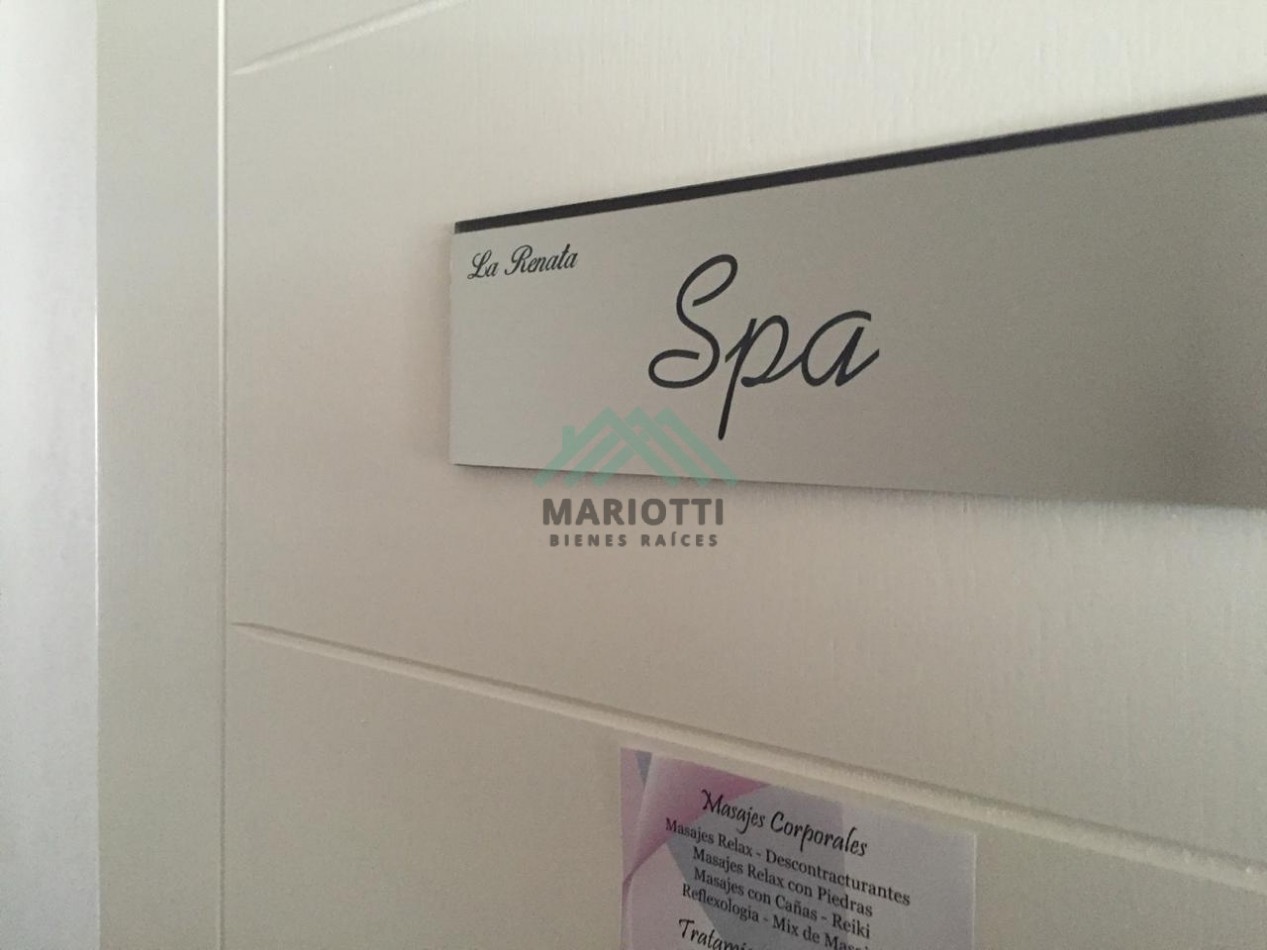 La Renata
Spa
MARIOTTI
BIENES RAÍCES
Masajes Corporales
Masajes Relax - Descontracturantes
Masajes Relax con Piedras
Masajes con Cañas - Reiki
Reflexologia - Mix de